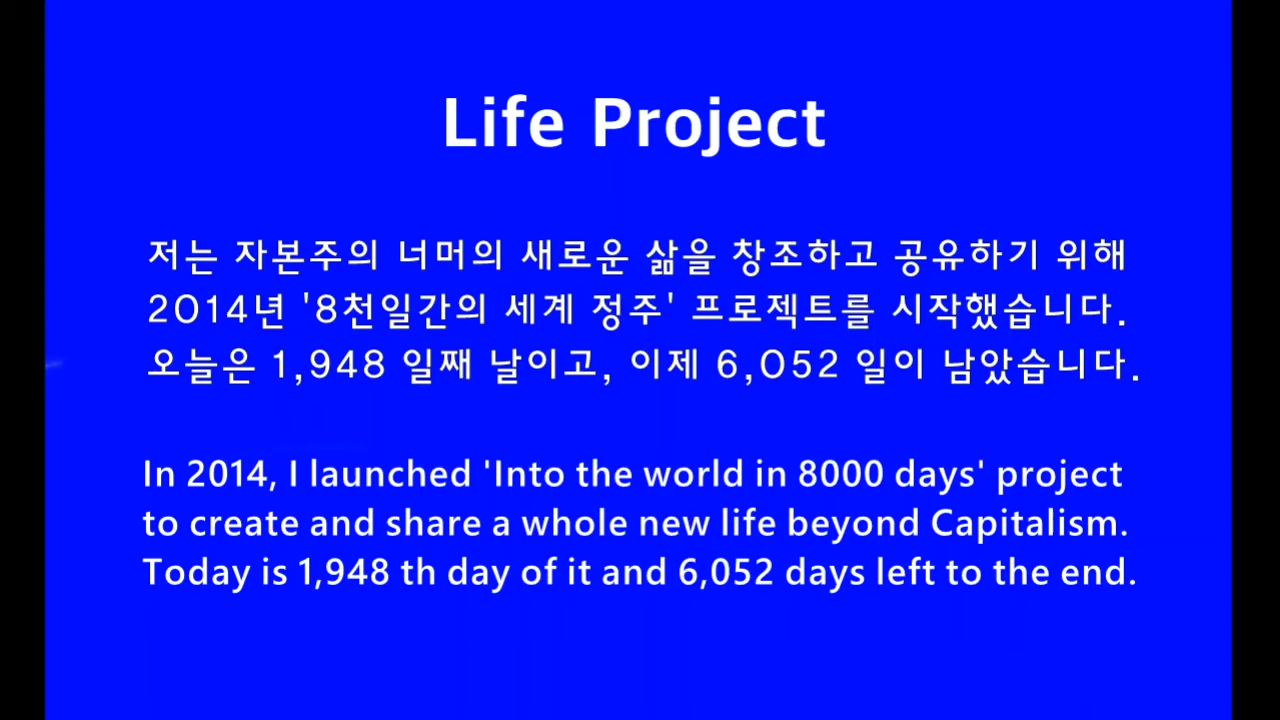 Life Project
저는 자본주의 너머의 새로운 삶을 창조하고 공유하기 위해
2014년 '8천일간의 세계 정주' 프로젝트를 시작했습니다.
오늘은 1,948 일째 날이고, 이제 6,052 일이 남았습니다.
In 2014, I launched 'Into the world in 8000 days' project
to create and share a whole new life beyond Capitalism.
Today is 1,948 th day of it and 6,052 days left to the end.